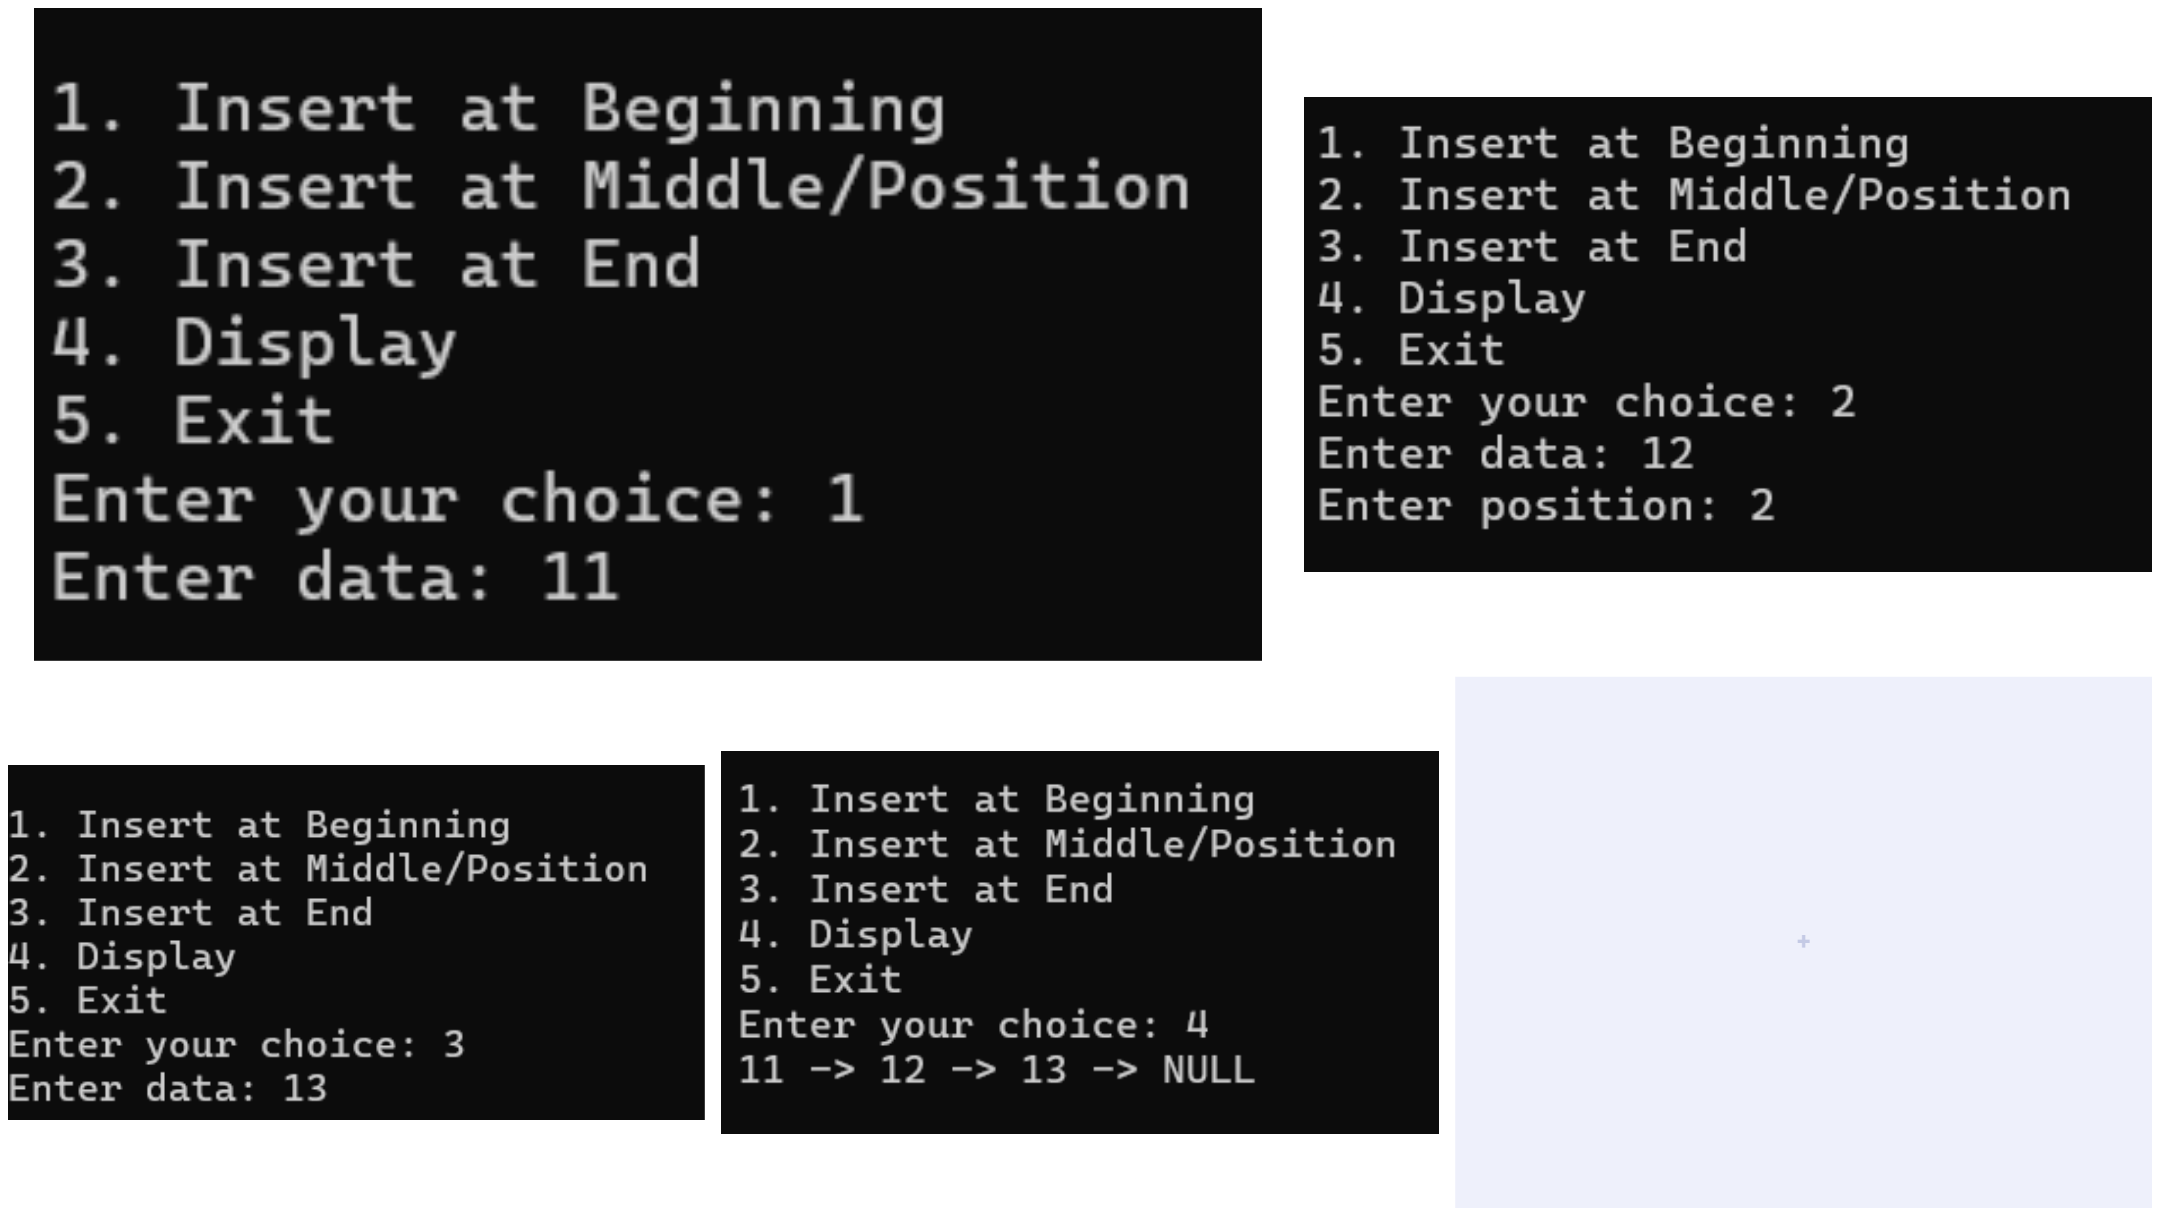 1. Insert at Beginning
2. Insert at Middle/Position
3. Insert at End
4. Display
5. Exit
Enter your choice: 1
Enter data: 11
1. Insert at Beginning
2. Insert at Middle/Position
3. Insert at End
4. Display
5. Exit
Enter your choice: 2
Enter data: 12
Enter position: 2
1. Insert at Beginning
2. Insert at Middle/Position
3. Insert at End
4. Display
5. Exit
Enter your choice: 3
Enter data: 13
1. Insert at Beginning
2. Insert at Middle/Position
3. Insert at End
4. Display
5. Exit
Enter your choice: 4
11 -> 12 -> 13 -> NULL
+